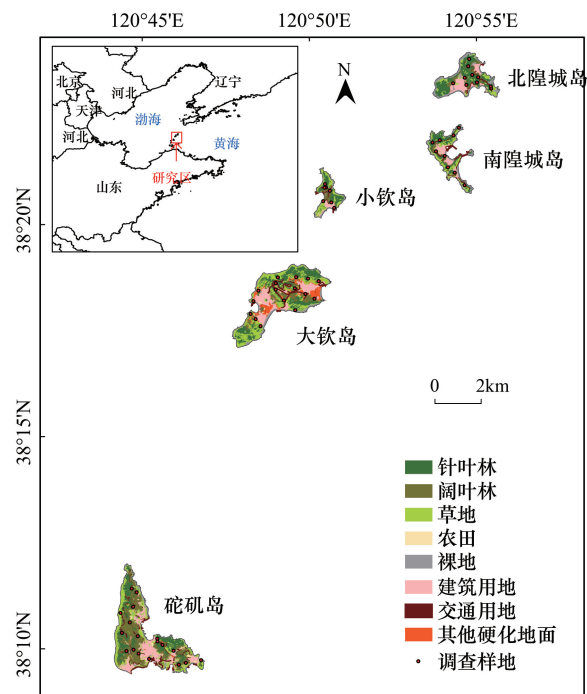 120°45'E
120°50'E
120°55'E
38°20'N
38°15'N
38°10'N
北京
天津
河北
河北
辽宁
渤海
黄海
山东
研究区
N
北隍城岛
南隍城岛
小钦岛
大钦岛
砣矶岛
0 2km
针叶林
阔叶林
草地
农田
裸地
建筑用地
交通用地
其他硬化地面
调查样地